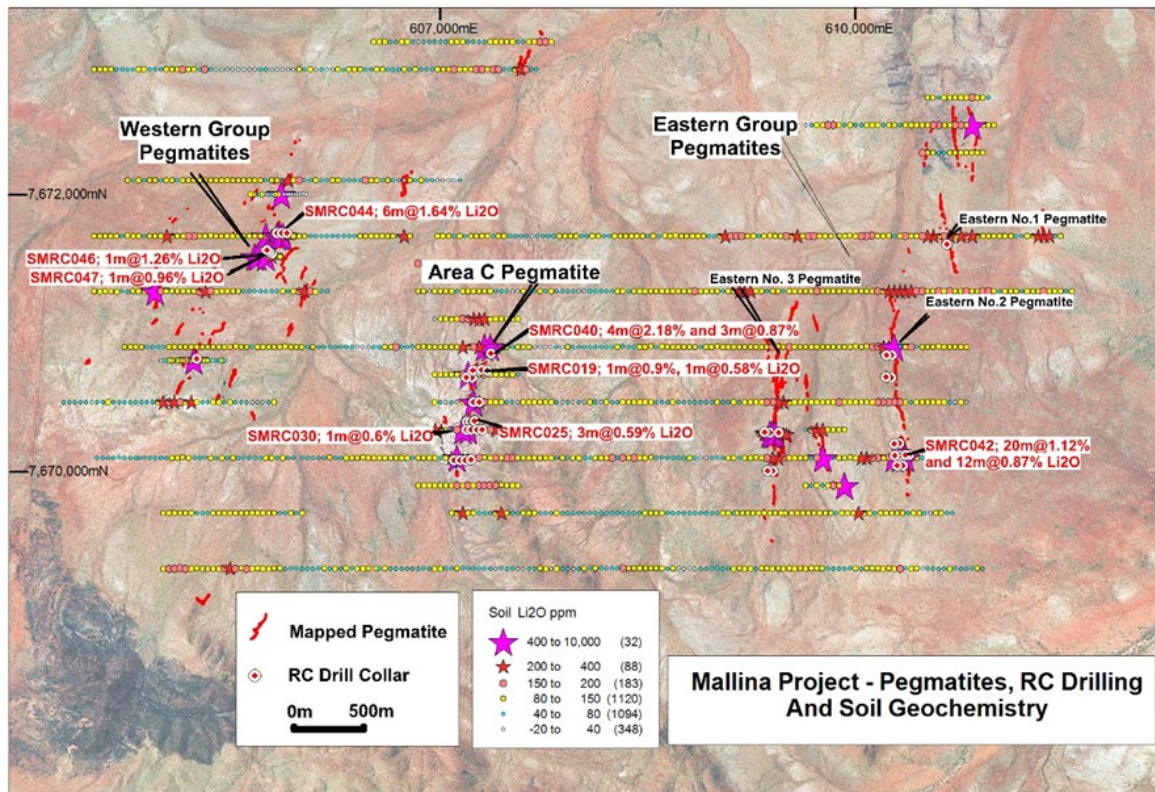 607,000mE
610,000mE
Western Group
Pegmatites
Eastern Group
Pegmatites
7,672,000mN
SMRC044; 6m@1.64% Li2O
Eastern No.1 Pegmatite
SMRC046; 1m@1.26% Li2O
SMRC047; 1m@0.96% Li2O
Area C Pegmatite
Eastern No. 3 Pegmatite
Eastern No.2 Pegmatite
SMRC040; 4m@2.18% and 3m@0.87%
SMRC019; 1m@0.9%, 1m@0.58% Li2O
SMRC030; 1m@0.6% Li2O
SMRC025; 3m@0.59% Li2O
SMRC042; 20m@1.12%
and 12m@0.87% Li2O
7,670,000mN
Mapped Pegmatite
RC Drill Collar
0m 500m
Soil Li2O ppm
400 to 10,000 (32)
200 to 400 (88)
150 to 200 (183)
80 to 150 (1120)
40 to 80 (1094)
-20 to 40 (348)
Mallina Project - Pegmatites, RC Drilling
And Soil Geochemistry